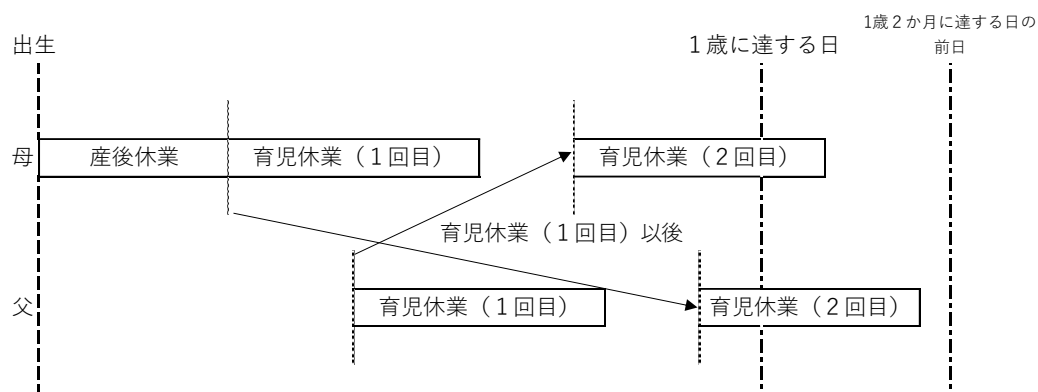 1歳2か月に達する日の
前日
出生
1歳に達する日
母
産後休業
育児休業（1回目）
育児休業（2回目）
育児休業（1回目）以後
父
育児休業（1回目）
育児休業（2回目）